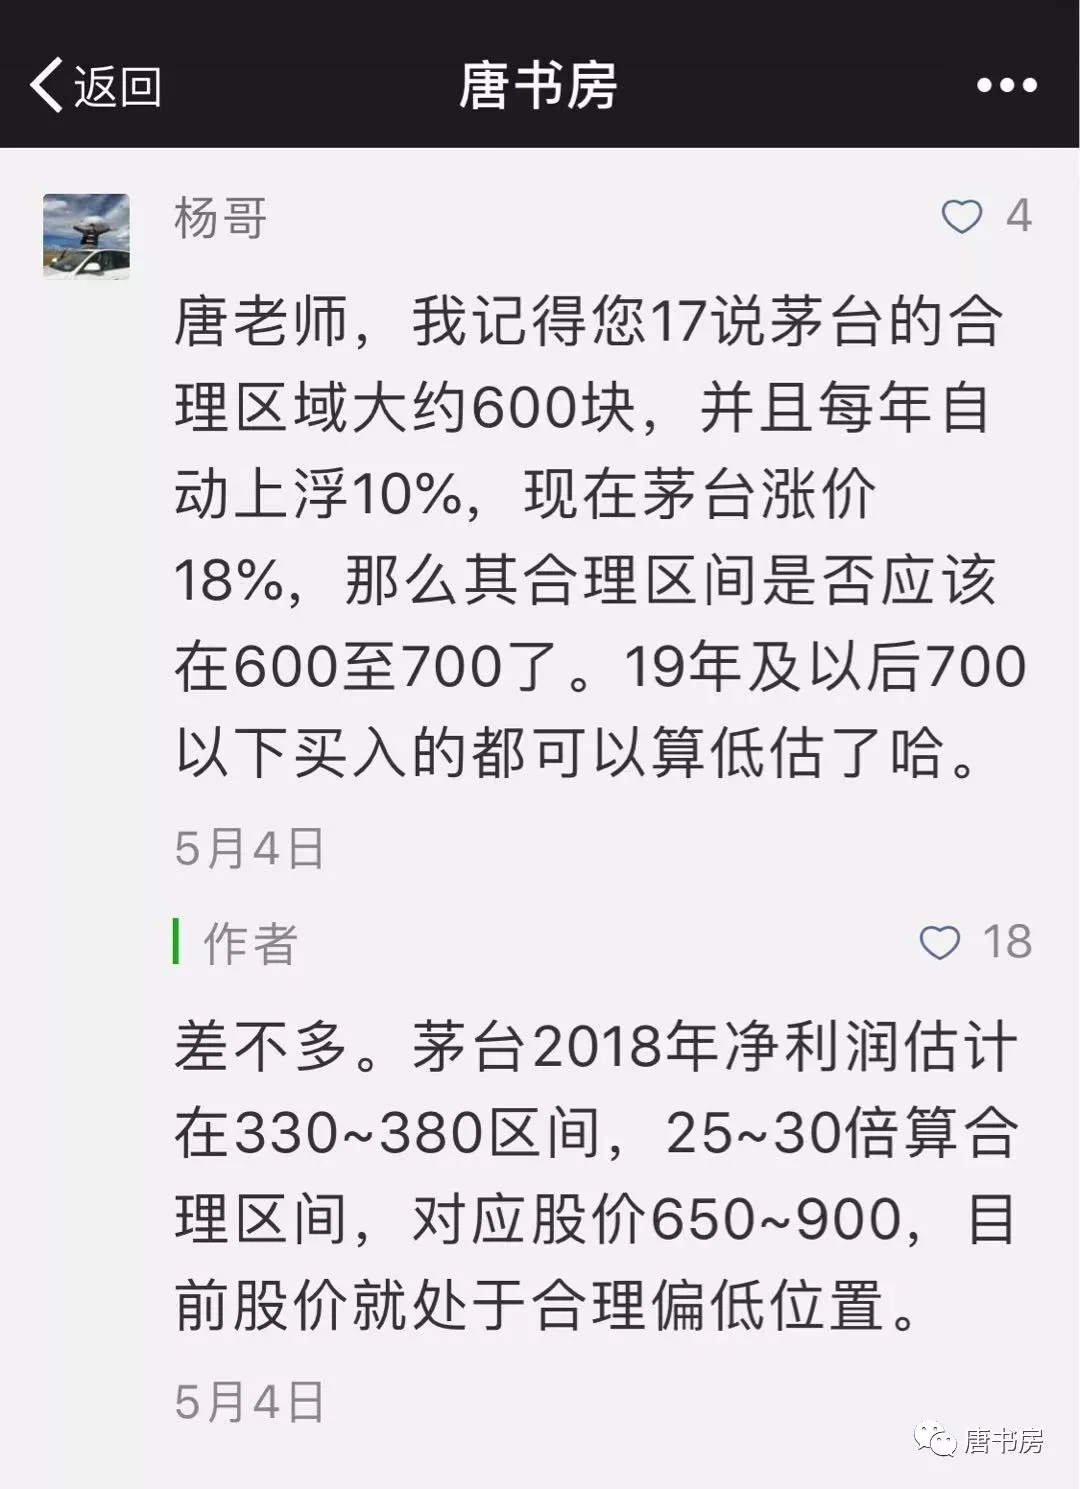 返回
唐书房
杨哥
4
唐老师，我记得您17说茅台的合
理区域大约600块，并且每年自
动上浮10%，现在茅台涨价
18%，那么其合理区间是否应该
在600至700了。19年及以后700
以下买入的都可以算低估了哈。
5月4日
作者
18
差不多。茅台2018年净利润估计
在330~380区间，25~30倍算合
理区间，对应股价650~900，目
前股价就处于合理偏低位置。
5月4日
唐书房